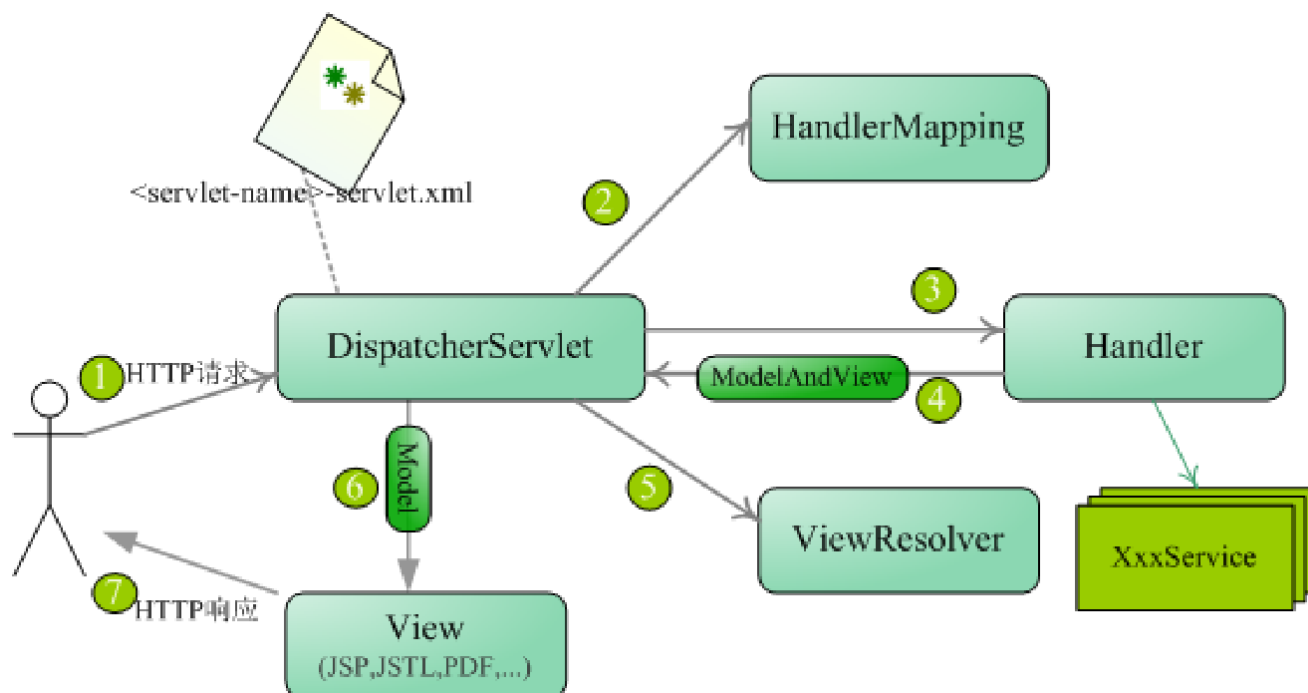 <servlet-name>-servlet.xml
HandlerMapping
2
3
DispatcherServlet
Handler
1
HTTP请求
ModelAndView
4
Model
6
5
ViewResolver
XxxService
7
HTTP响应
View
(JSP,JSTL,PDF,...)